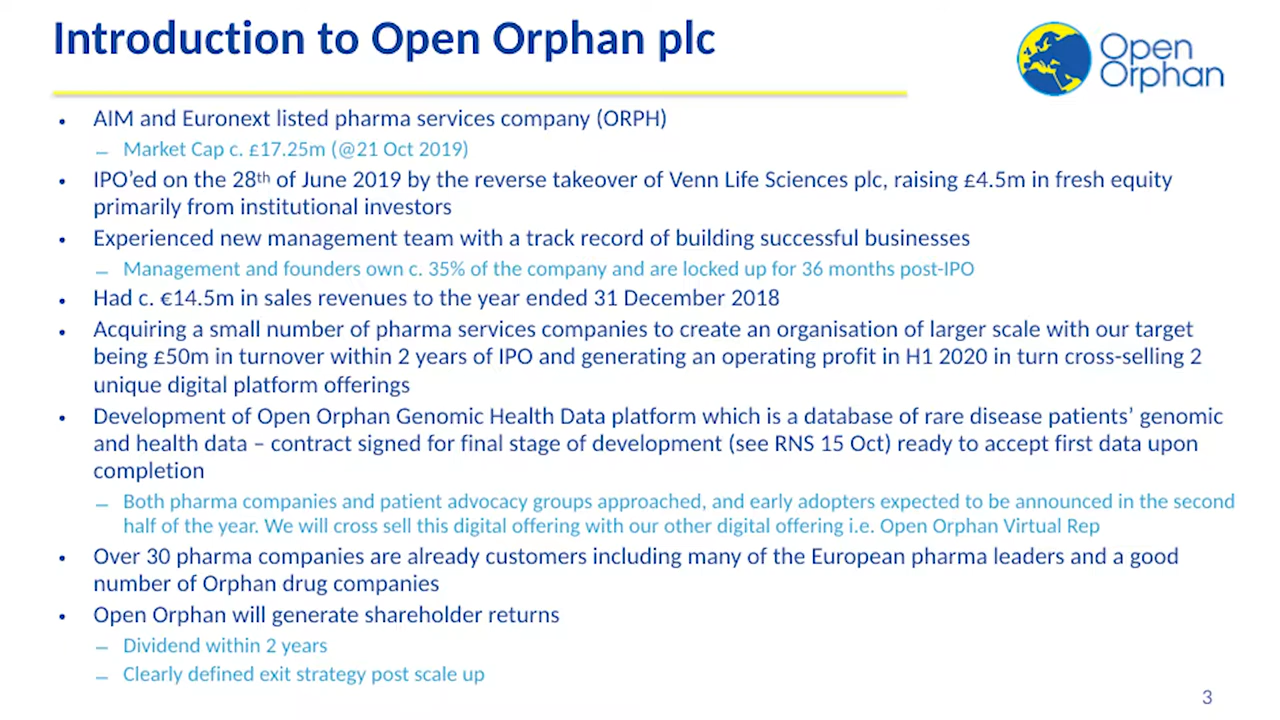 Introduction to Open Orphan plc
Open
Orphan
• AIM and Euronext listed pharma services company (ORPH)
– Market Cap c. £17.25m (@21 Oct 2019)
• IPO’ed on the 28th of June 2019 by the reverse takeover of Venn Life Sciences plc, raising £4.5m in fresh equity
primarily from institutional investors
• Experienced new management team with a track record of building successful businesses
– Management and founders own c. 35% of the company and are locked up for 36 months post-IPO
• Had c. €14.5m in sales revenues to the year ended 31 December 2018
• Acquiring a small number of pharma services companies to create an organisation of larger scale with our target
being £50m in turnover within 2 years of IPO and generating an operating profit in H1 2020 in turn cross-selling 2
unique digital platform offerings
• Development of Open Orphan Genomic Health Data platform which is a database of rare disease patients’ genomic
and health data – contract signed for final stage of development (see RNS 15 Oct) ready to accept first data upon
completion
– Both pharma companies and patient advocacy groups approached, and early adopters expected to be announced in the second
half of the year. We will cross sell this digital offering with our other digital offering i.e. Open Orphan Virtual Rep
• Over 30 pharma companies are already customers including many of the European pharma leaders and a good
number of Orphan drug companies
• Open Orphan will generate shareholder returns
– Dividend within 2 years
– Clearly defined exit strategy post scale up
3